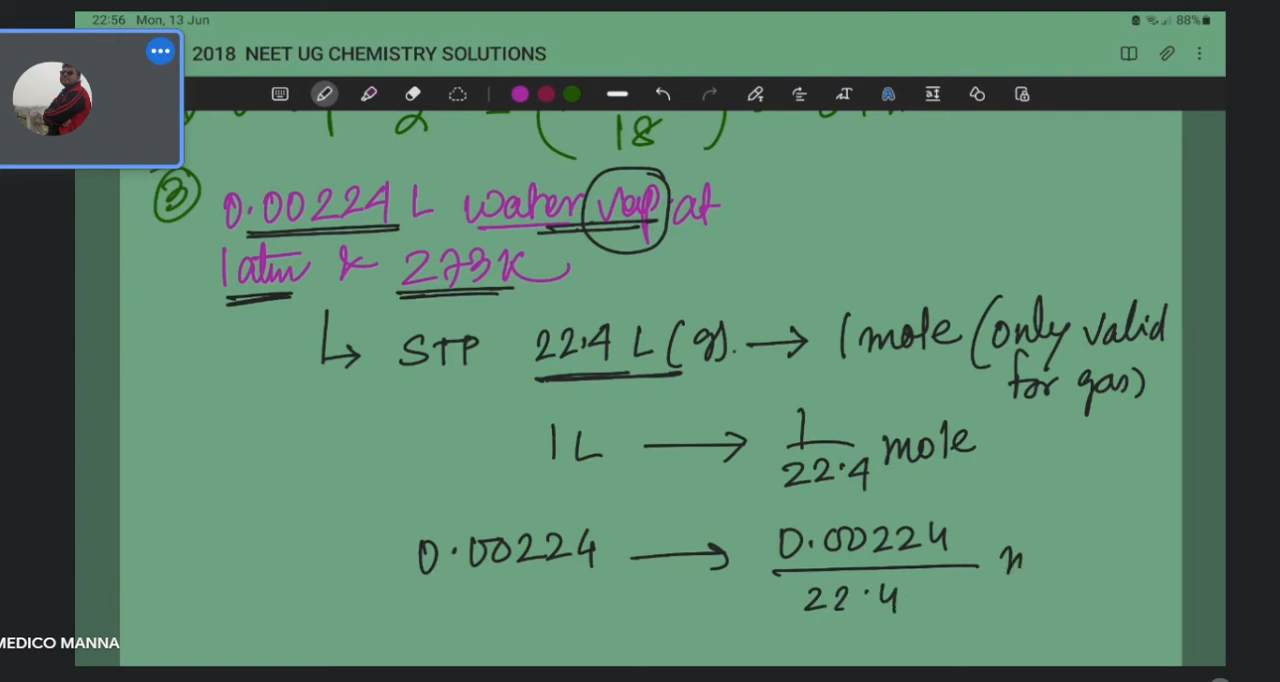 22:56 Mon, 13 Jun
88%
2018 NEET UG CHEMISTRY SOLUTIONS
18
③ 0.00224 L water vap at
1 atm & 273K
↳ STP 22.4 L (g). → 1 mole (only valid
for gas)
1 L → 1/22.4 mole
0.00224 → 0.00224/22.4
MEDICO MANNA